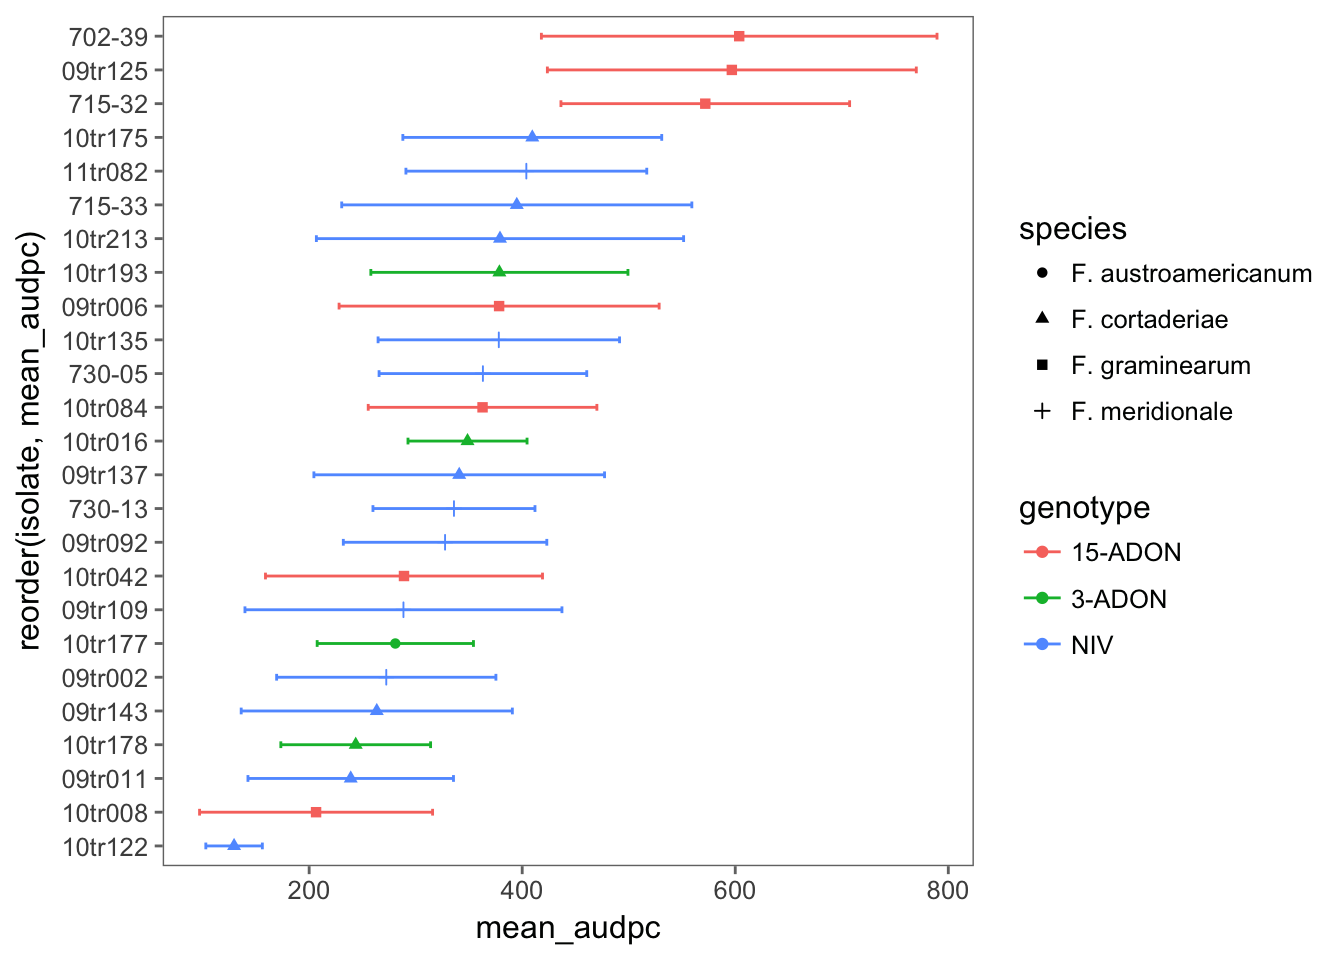 702-39
09tr125
715-32
10tr175
11tr082
715-33
10tr213
10tr193
09tr006
10tr135
730-05
10tr084
10tr016
09tr137
730-13
09tr092
10tr042
09tr109
10tr177
09tr002
09tr143
10tr178
09tr011
10tr008
10tr122
reorder(isolate, mean_audpc)
200 400 600 800
mean_audpc
species
F. austroamericanum
F. cortaderiae
F. graminearum
F. meridionale
genotype
15-ADON
3-ADON
NIV